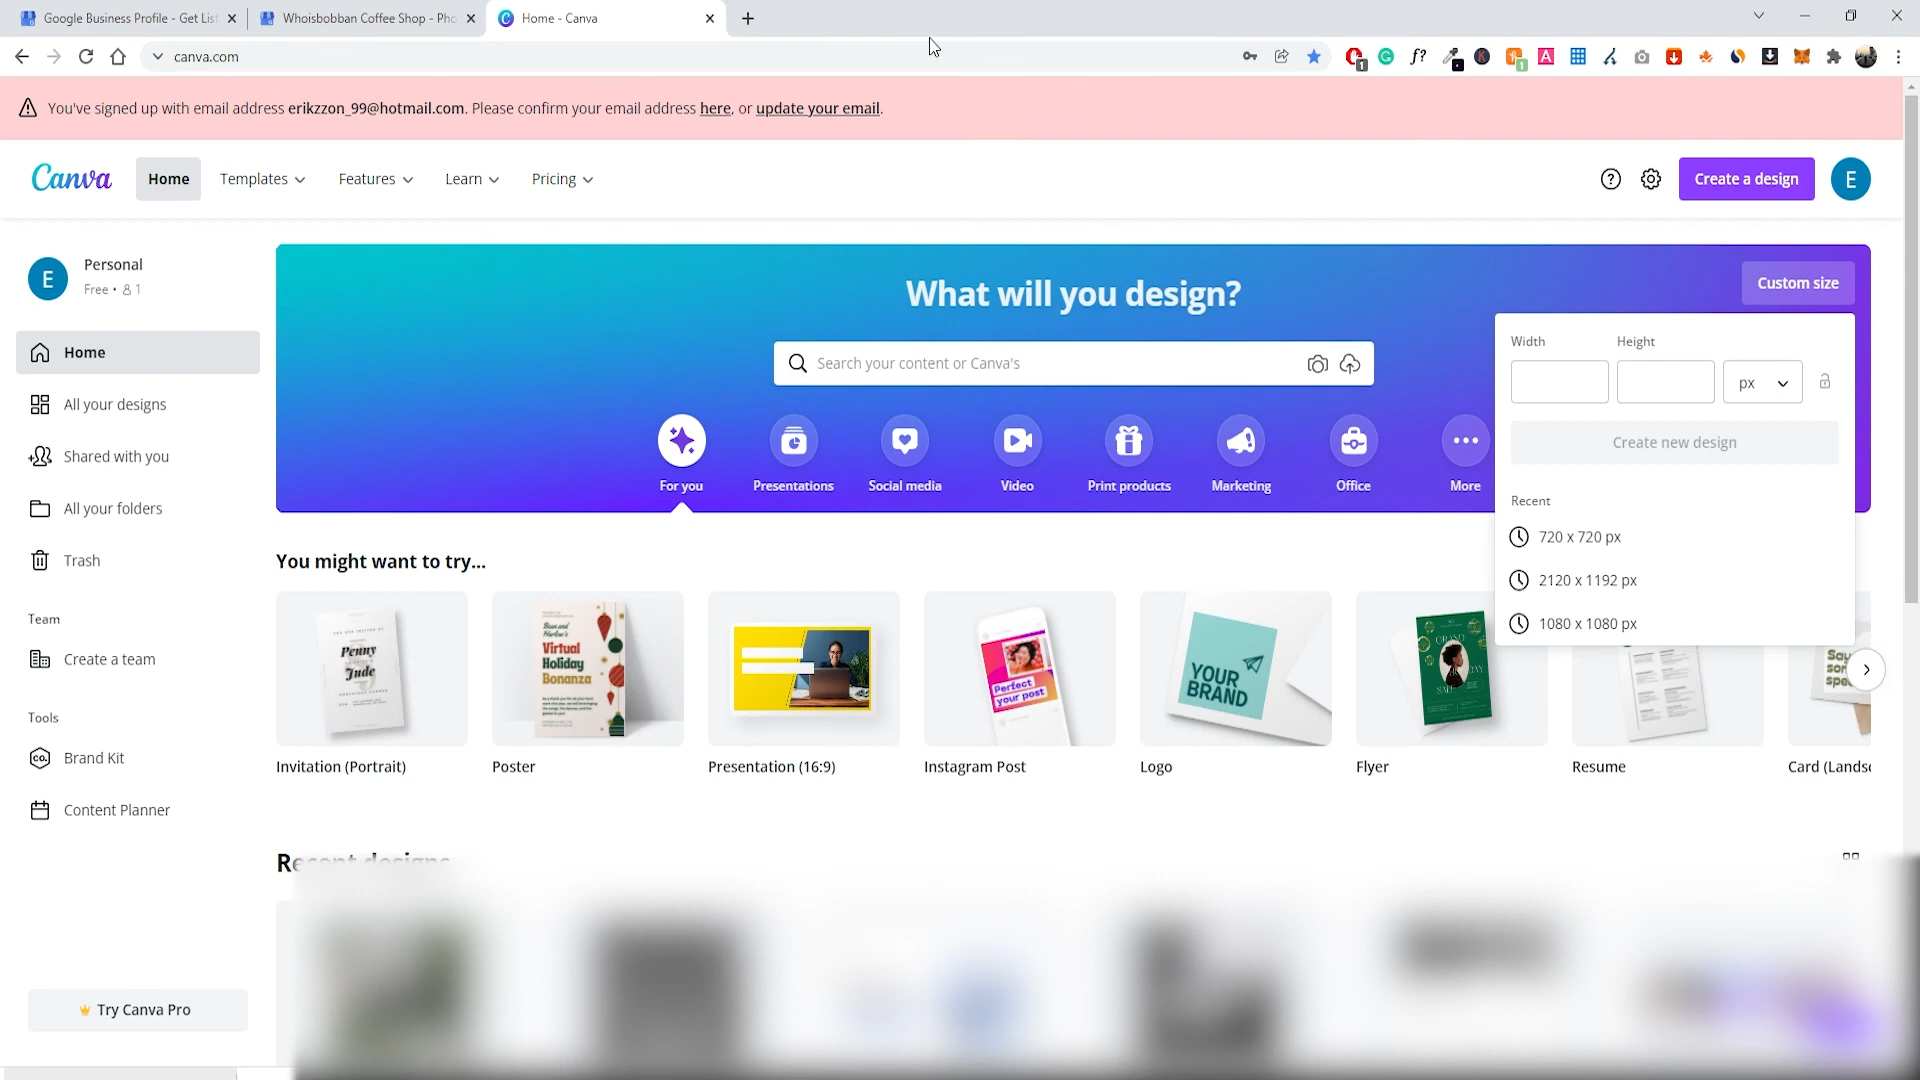 Google Business Profile - Get List
Whoisbobban Coffee Shop - Pho
Home - Canva
canva.com
You've signed up with email address erikzzon_99@hotmail.com. Please confirm your email address here, or update your email.
Canva
Home
Templates
Features
Learn
Pricing
Create a design
E
E
Personal
Free • 1
What will you design?
Custom size
Search your content or Canva's
Width
Height
px
Create new design
Recent
720 x 720 px
2120 x 1192 px
1080 x 1080 px
For you
Presentations
Social media
Video
Print products
Marketing
Office
More
Home
All your designs
Shared with you
All your folders
Trash
Team
Create a team
Tools
Brand Kit
Content Planner
Try Canva Pro
You might want to try...
Penny
Jude
Virtual
Holiday
Bonanza
Perfect
your post
YOUR
BRAND
Invitation (Portrait)
Poster
Presentation (16:9)
Instagram Post
Logo
Flyer
Resume
Card (Landsc
Recent designs